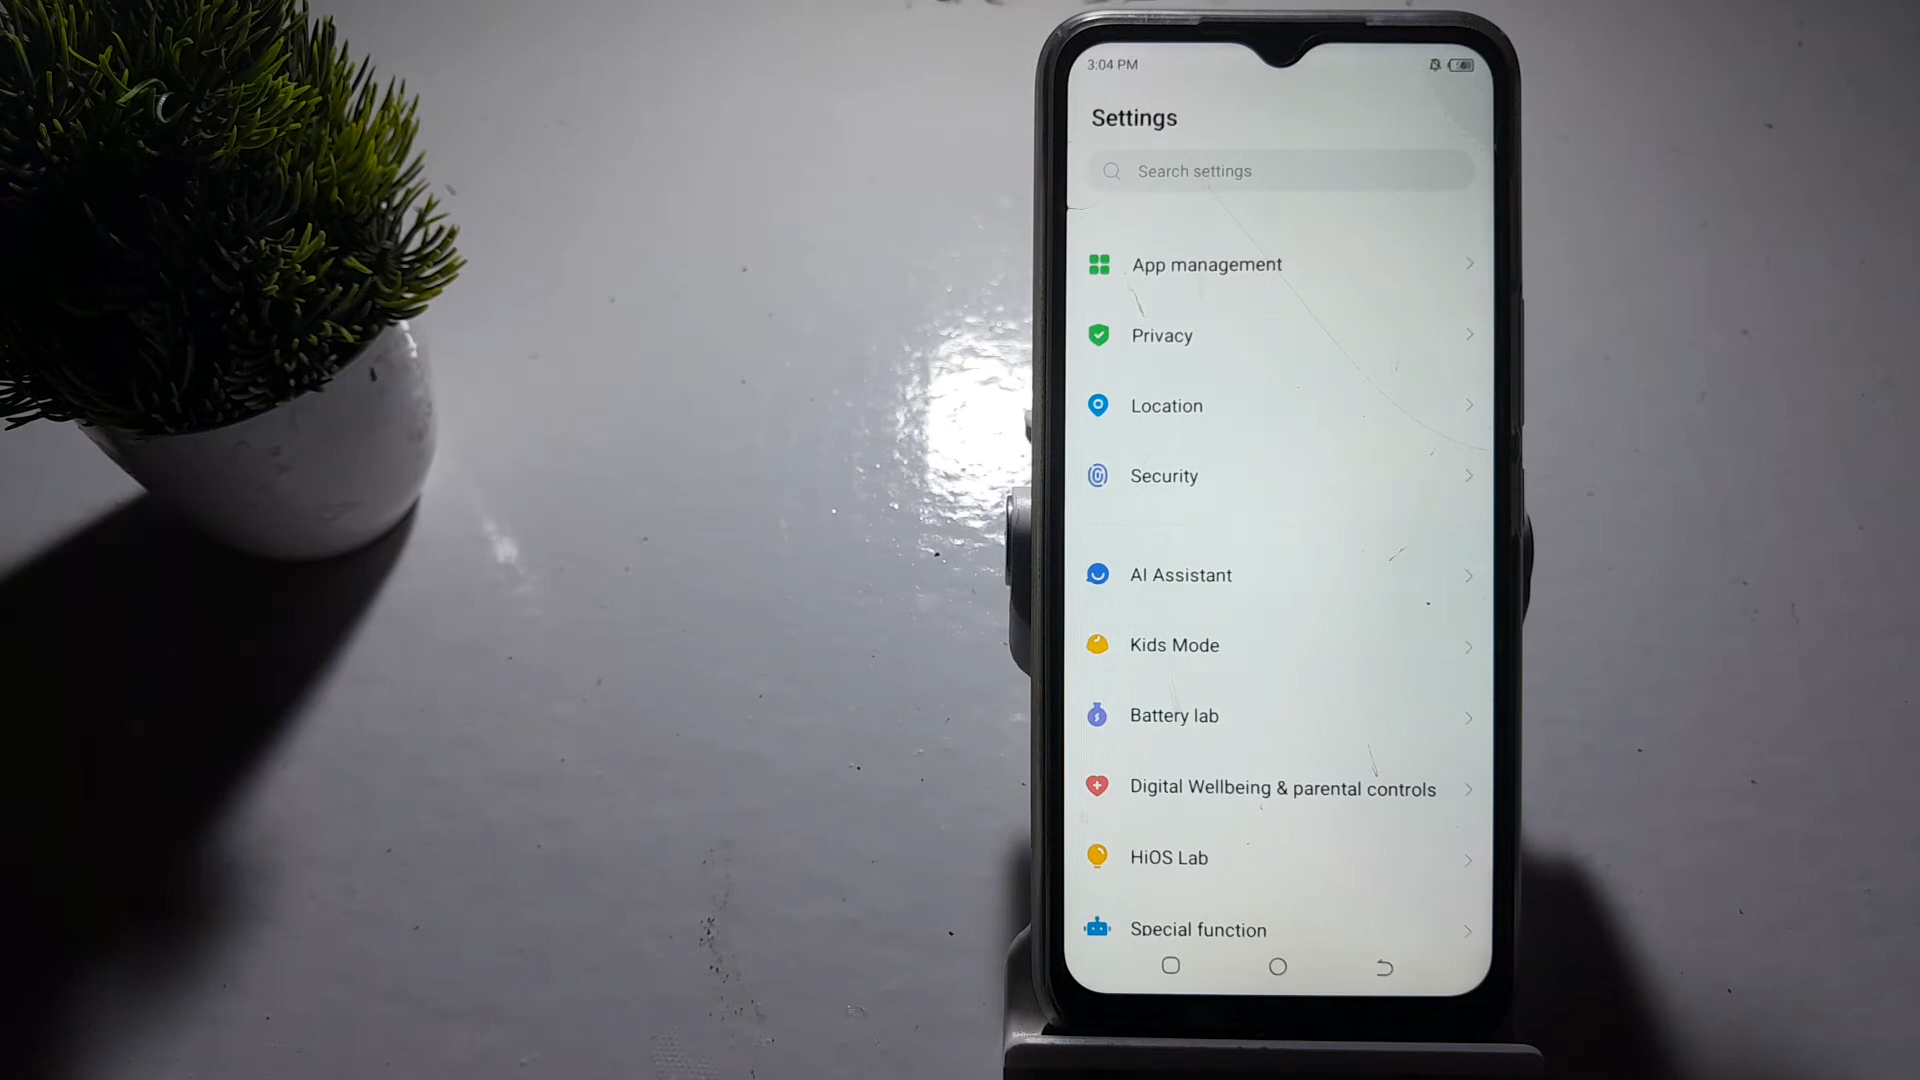 3:04 PM
Settings
Search settings
App management
Privacy
Location
Security
AI Assistant
Kids Mode
Battery lab
Digital Wellbeing & parental controls
HiOS Lab
Special function